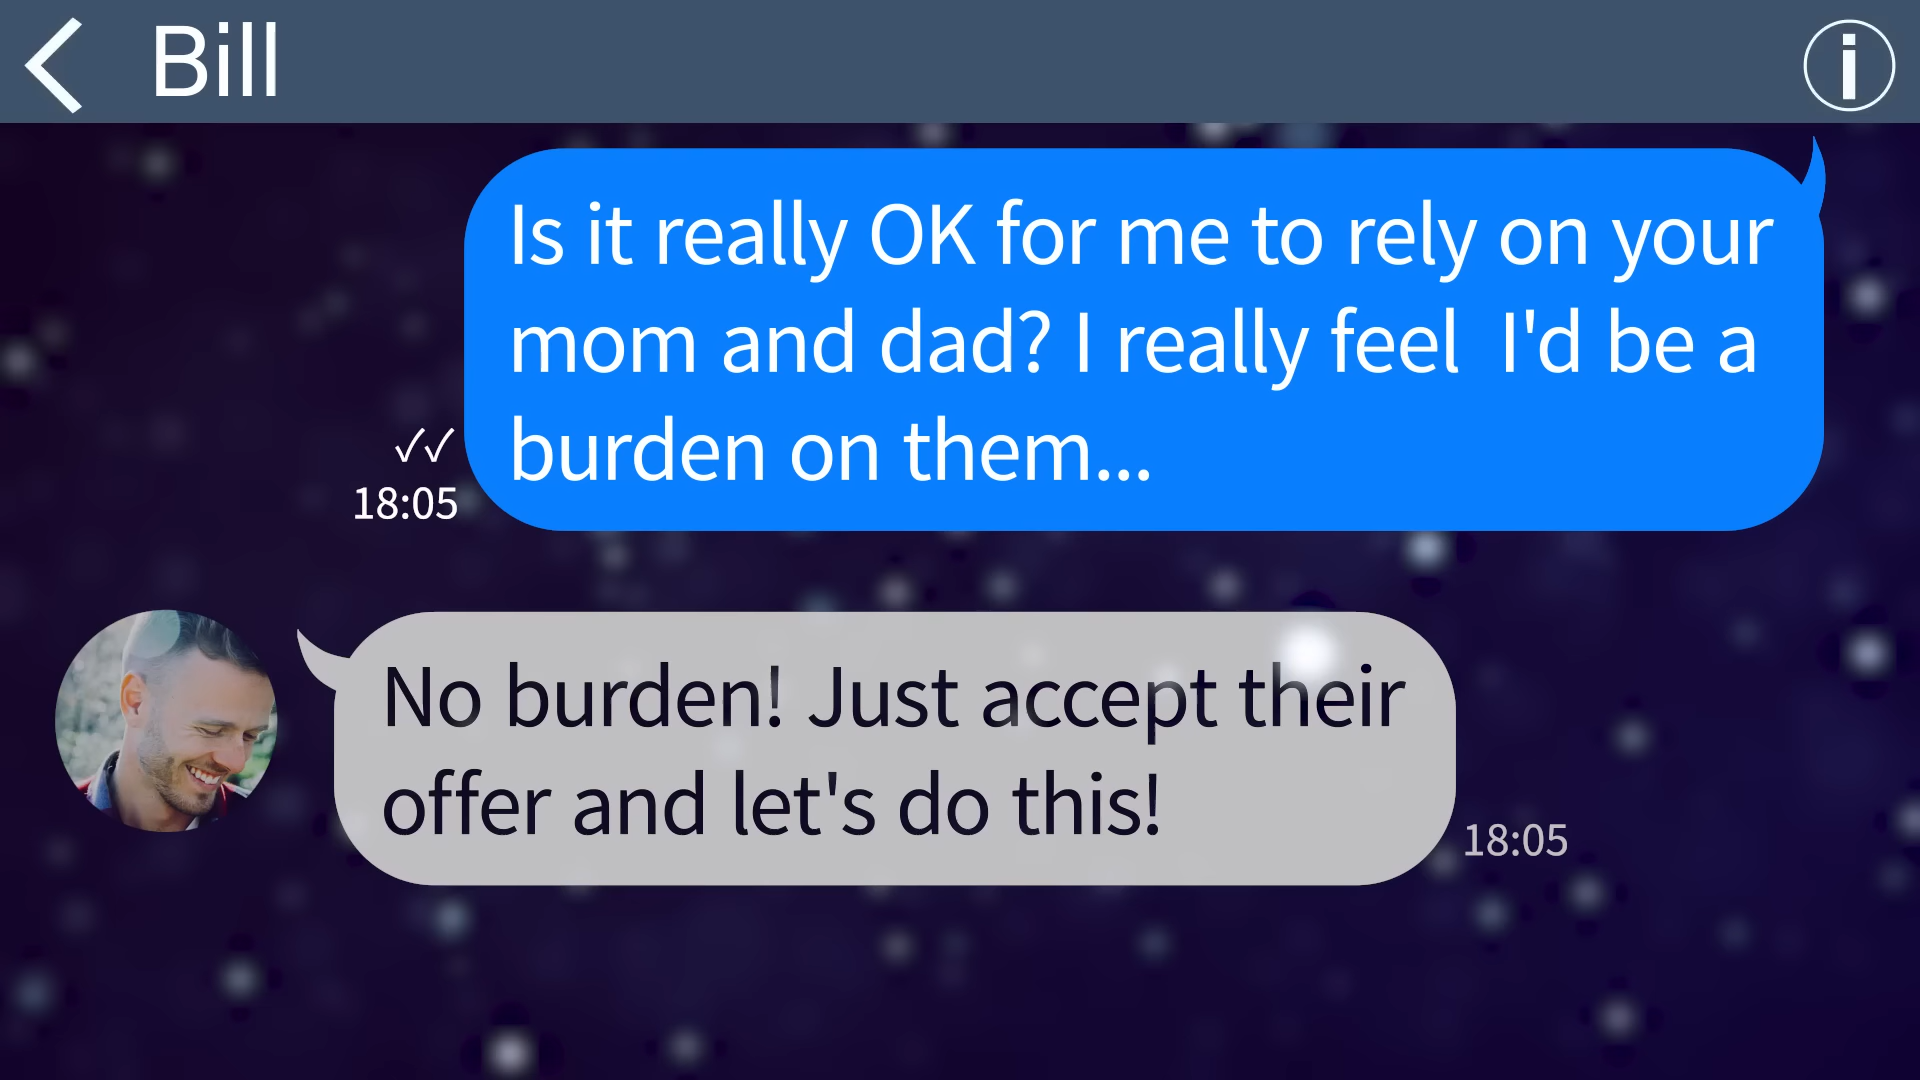 Bill
Is it really OK for me to rely on your
mom and dad? I really feel  I'd be a
burden on them...
18:05
No burden! Just accept their
offer and let's do this!
18:05